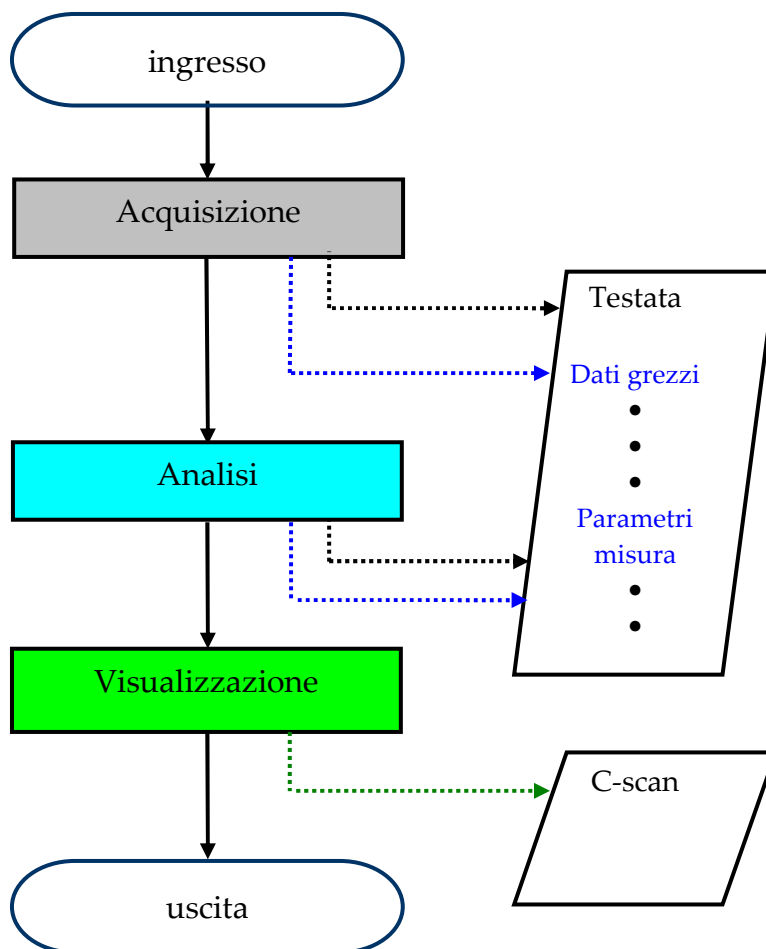 ingresso
Acquisizione
Testata
Dati grezzi
Analisi
Parametri
misura
Visualizzazione
C-scan
uscita